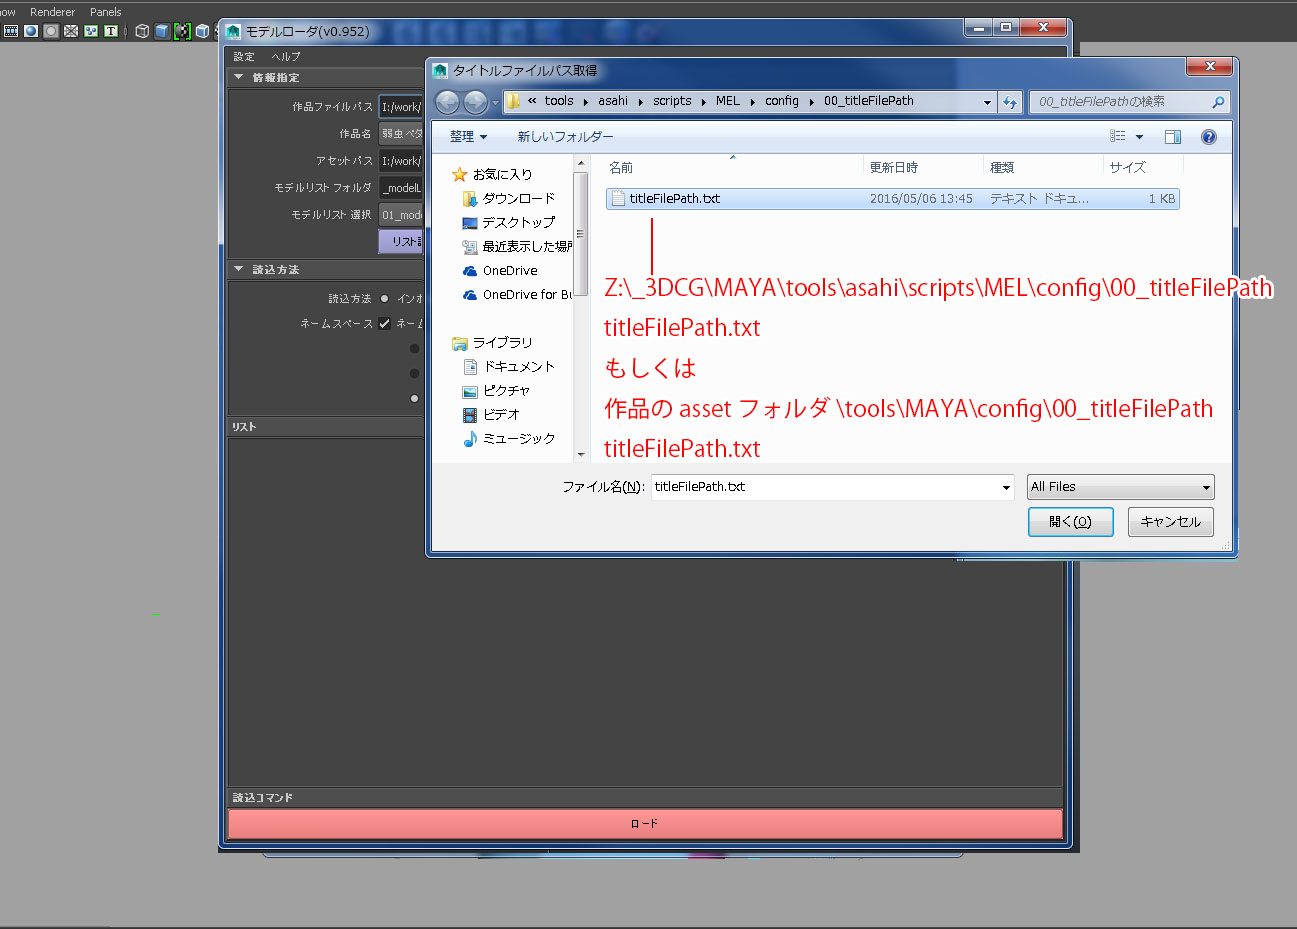 Renderer Panels
モデルローダ(v0.952)
設定 ヘルプ
情報指定
作品ファイルパス I:/work/
作品名 弱虫ペダ
アセットパス I:/work/
モデルリスト フォルダ _modelL
モデルリスト 選択 01_mode
リスト
読込方法
読込方法 インポ
ネームスペース ネーム
リスト
読込コマンド
ロード
タイトルファイルパス取得
« tools asahi scripts MEL config 00_titleFilePath
00_titleFilePathの検索
整理 新しいフォルダー
名前 更新日時 種類 サイズ
titleFilePath.txt 2016/05/06 13:45 テキスト ドキュ... 1 KB
お気に入り
ダウンロード
デスクトップ
最近表示した場所
OneDrive
OneDrive for Bu
ライブラリ
ドキュメント
ピクチャ
ビデオ
ミュージック
Z:\_3DCG\MAYA\tools\asahi\scripts\MEL\config\00_titleFilePath
titleFilePath.txt
もしくは
作品の asset フォルダ \tools\MAYA\config\00_titleFilePath
titleFilePath.txt
ファイル名(N): titleFilePath.txt All Files
開く(O) キャンセル